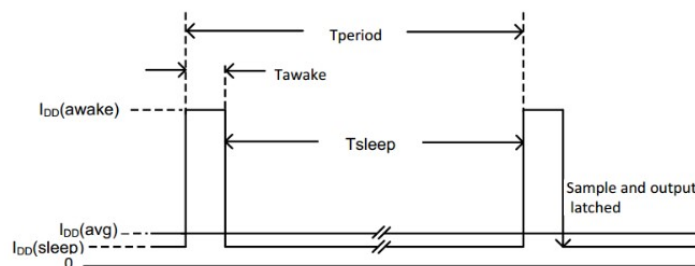 Tperiod
Tawake
IDD(awake)
Tsleep
Sample and output
latched
IDD(avg)
IDD(sleep)
0